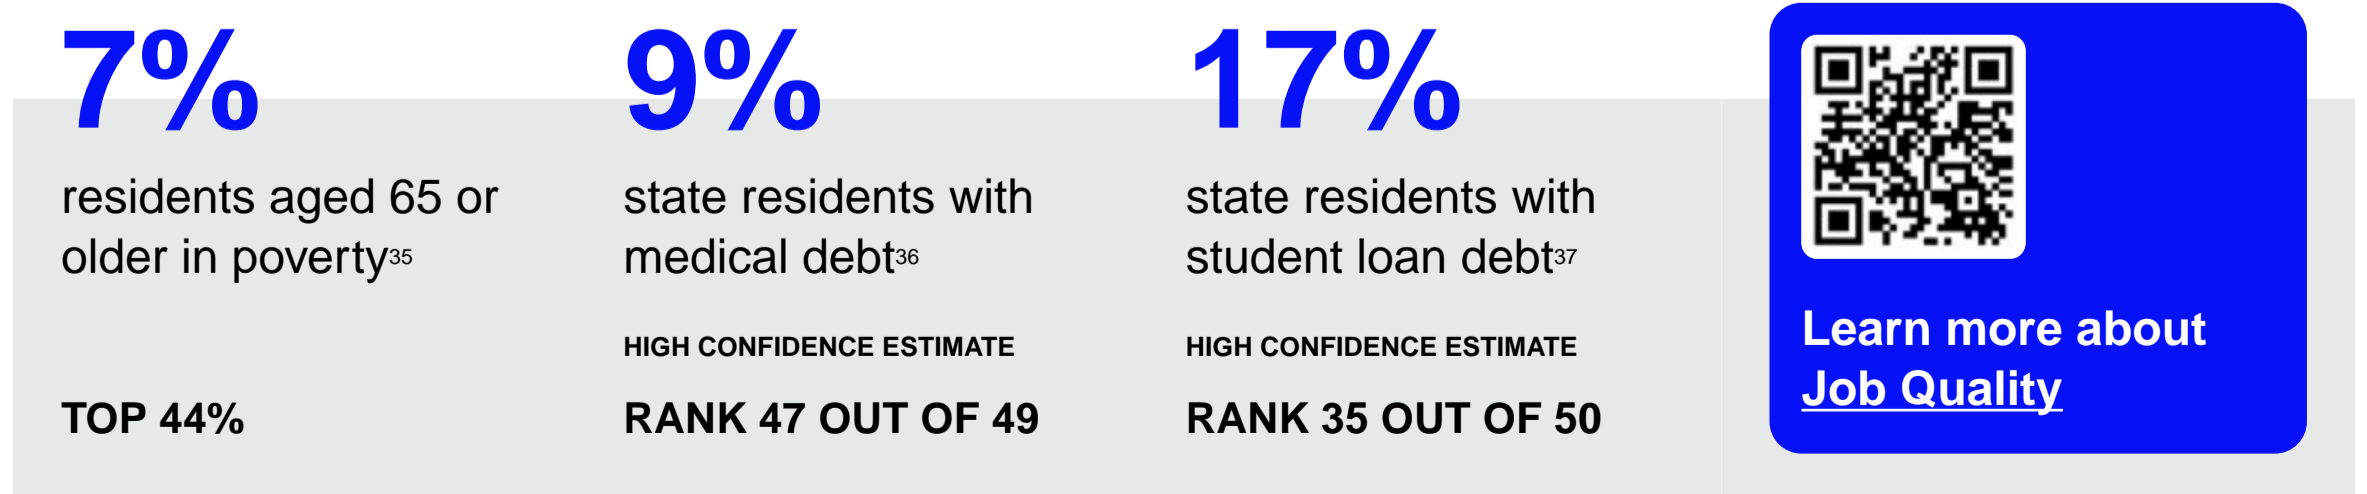 7%
residents aged 65 or
older in poverty35
TOP 44%
9%
state residents with
medical debt36
HIGH CONFIDENCE ESTIMATE
RANK 47 OUT OF 49
17%
state residents with
student loan debt37
HIGH CONFIDENCE ESTIMATE
RANK 35 OUT OF 50
Learn more about
Job Quality